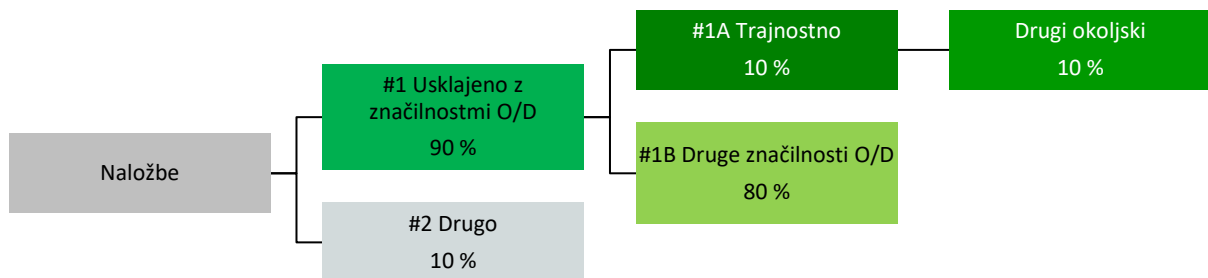 Naložbe
#1 Usklajeno z
značilnostmi O/D
90 %
#2 Drugo
10 %
#1A Trajnostno
10 %
#1B Druge značilnosti O/D
80 %
Drugi okoljski
10 %